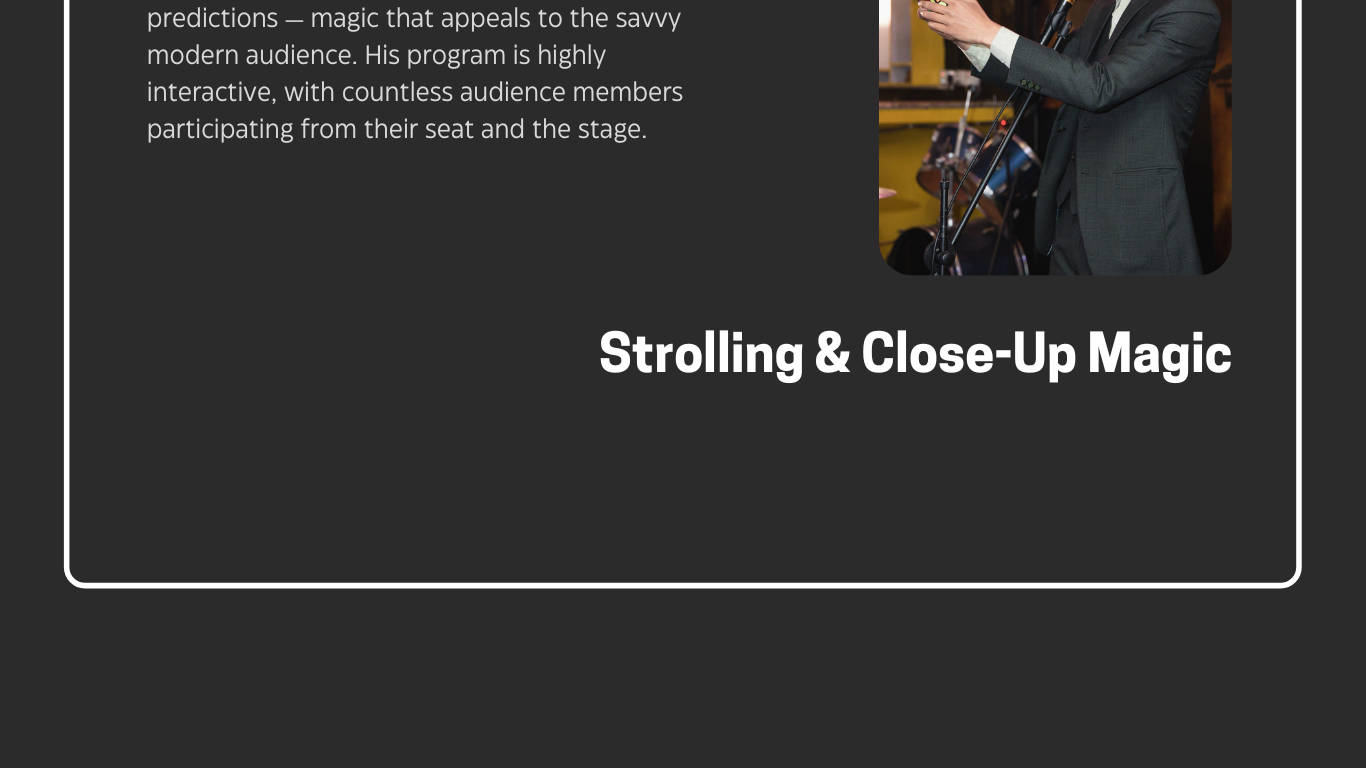 predictions — magic that appeals to the savvy
modern audience. His program is highly
interactive, with countless audience members
participating from their seat and the stage.
Strolling & Close-Up Magic